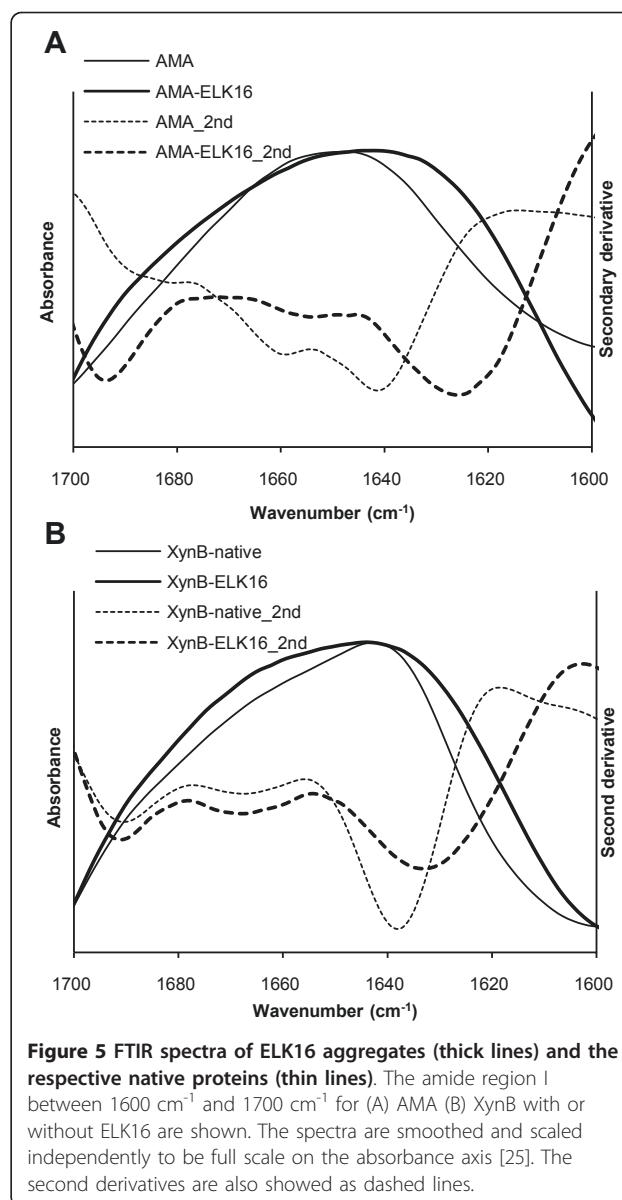 A
AMA
AMA-ELK16
AMA_2nd
AMA-ELK16_2nd
Absorbance
Secondary derivative
1700 1680 1660 1640 1620 1600
Wavenumber (cm⁻¹)
B
XynB-native
XynB-ELK16
XynB-native_2nd
XynB-ELK16_2nd
Absorbance
Second derivative
1700 1680 1660 1640 1620 1600
Wavenumber (cm⁻¹)
Figure 5 FTIR spectra of ELK16 aggregates (thick lines) and the
respective native proteins (thin lines). The amide region I
between 1600 cm⁻¹ and 1700 cm⁻¹ for (A) AMA (B) XynB with or
without ELK16 are shown. The spectra are smoothed and scaled
independently to be full scale on the absorbance axis [25]. The
second derivatives are also showed as dashed lines.